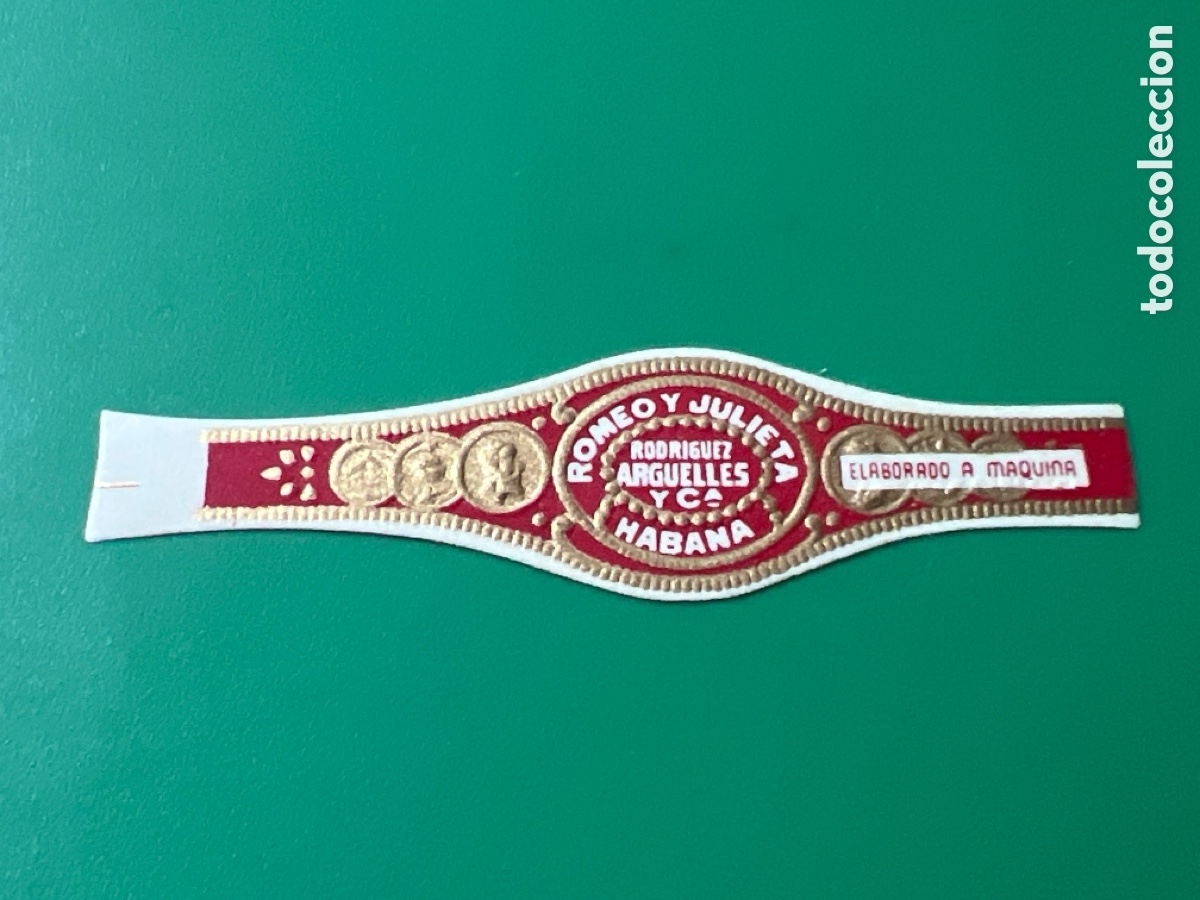 ROMEO Y JULIETA
RODRIGUEZ
ARGUELLES
Y Cª
HABANA
ELABORADO A MAQUINA
todocoleccion